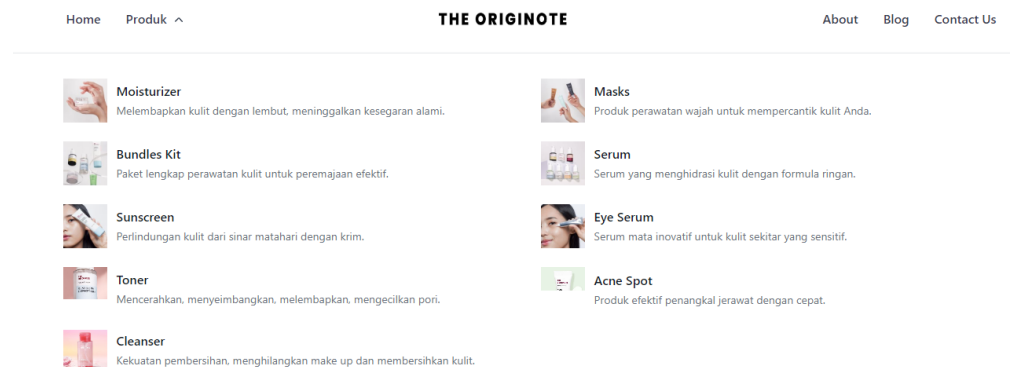 Home
Produk
THE ORIGINOTE
About
Blog
Contact Us
Moisturizer
Melembapkan kulit dengan lembut, meninggalkan kesegaran alami.
Masks
Produk perawatan wajah untuk mempercantik kulit Anda.
Bundles Kit
Paket lengkap perawatan kulit untuk peremajaan efektif.
Serum
Serum yang menghidrasi kulit dengan formula ringan.
Sunscreen
Perlindungan kulit dari sinar matahari dengan krim.
Eye Serum
Serum mata inovatif untuk kulit sekitar yang sensitif.
Toner
Mencerahkan, menyeimbangkan, melembapkan, mengecilkan pori.
Acne Spot
Produk efektif penangkal jerawat dengan cepat.
Cleanser
Kekuatan pembersihan, menghilangkan make up dan membersihkan kulit.